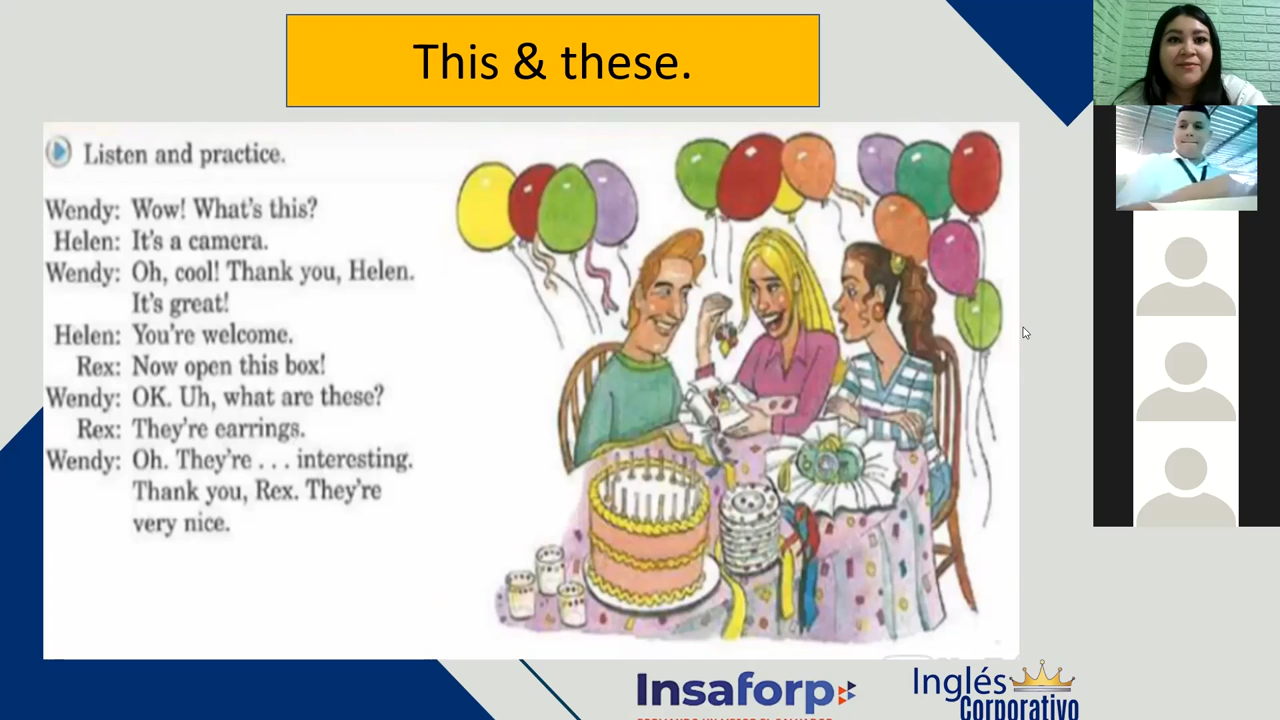 This & these.
Listen and practice.
Wendy: Wow! What's this?
Helen: It's a camera.
Wendy: Oh, cool! Thank you, Helen.
It's great!
Helen: You're welcome.
Rex: Now open this box!
Wendy: OK. Uh, what are these?
Rex: They're earrings.
Wendy: Oh. They're . . . interesting.
Thank you, Rex. They're
very nice.
Insaforp
Inglés
Corporativo